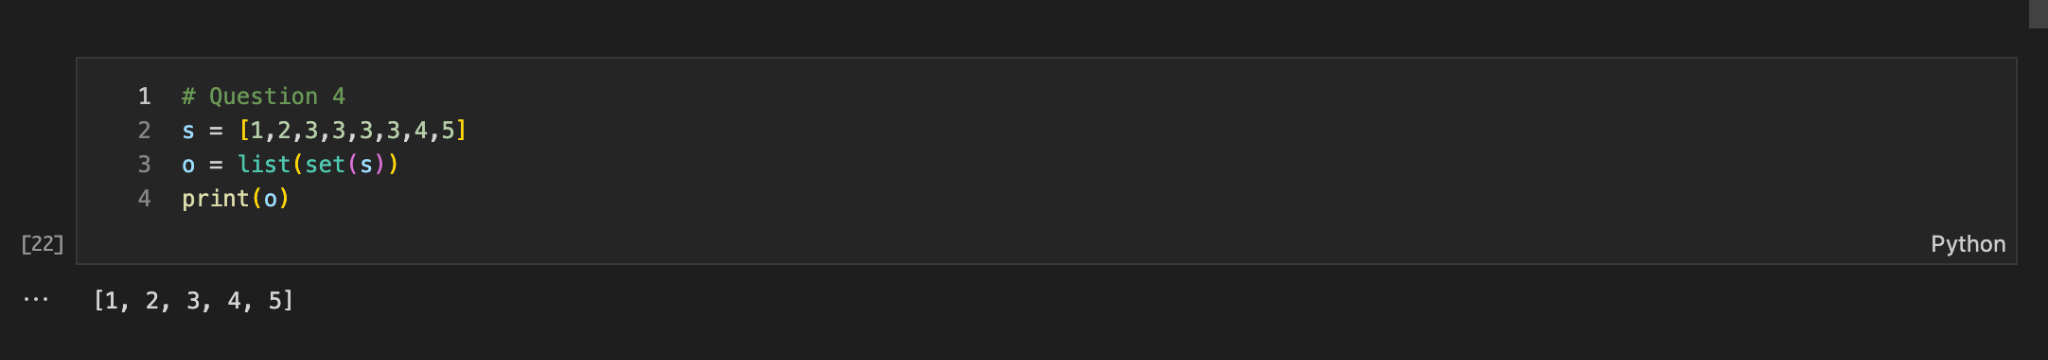 1 # Question 4
2 s = [1,2,3,3,3,3,4,5]
3 o = list(set(s))
4 print(o)
[22]
Python
... [1, 2, 3, 4, 5]